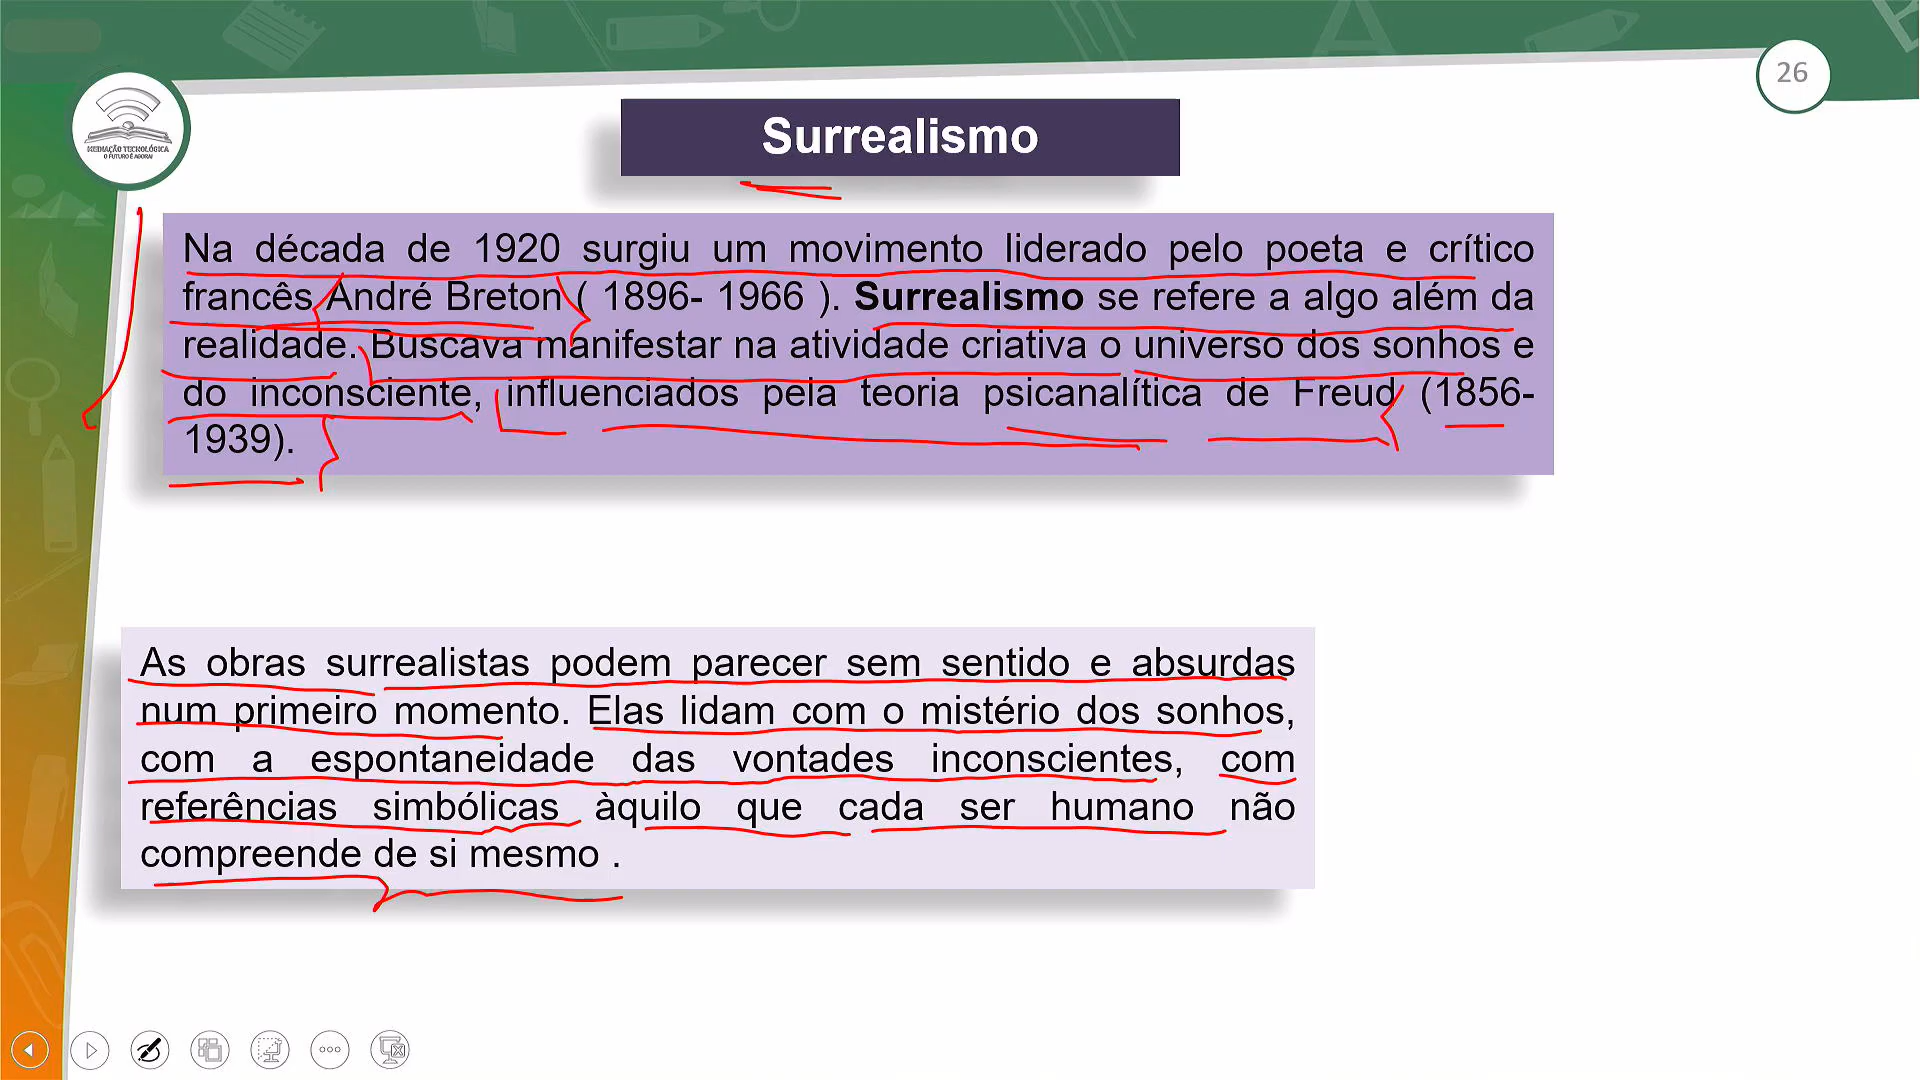 26
MEDIAÇÃO TECNOLÓGICA
O FUTURO É AGORA!
Surrealismo
Na década de 1920 surgiu um movimento liderado pelo poeta e crítico
francês André Breton ( 1896- 1966 ). Surrealismo se refere a algo além da
realidade. Buscava manifestar na atividade criativa o universo dos sonhos e
do inconsciente, influenciados pela teoria psicanalítica de Freud (1856-
1939).
As obras surrealistas podem parecer sem sentido e absurdas
num primeiro momento. Elas lidam com o mistério dos sonhos,
com a espontaneidade das vontades inconscientes, com
referências simbólicas àquilo que cada ser humano não
compreende de si mesmo .